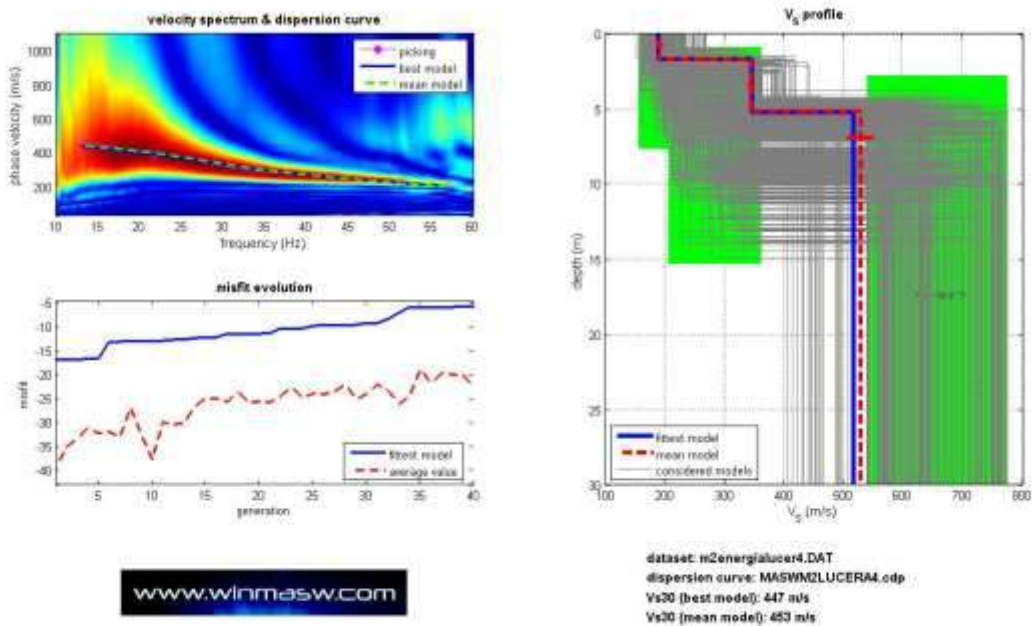 velocity spectrum & dispersion curve
1000
800
600
400
200
phase velocity (m/s)
picking
best model
mean model
10 15 20 25 30 35 40 45 50 55 60
frequency (Hz)
misfit evolution
-5
-10
-15
-20
-25
-30
-35
-40
misfit
fittest model
average value
5 10 15 20 25 30 35 40
generation
www.winmasw.com
VS profile
0
5
10
15
20
25
30
depth (m)
fittest model
mean model
considered models
100 200 300 400 500 600 700 800
VS (m/s)
dataset: m2energialucer4.DAT
dispersion curve: MASWM2LUCERA4.cdp
Vs30 (best model): 447 m/s
Vs30 (mean model): 453 m/s